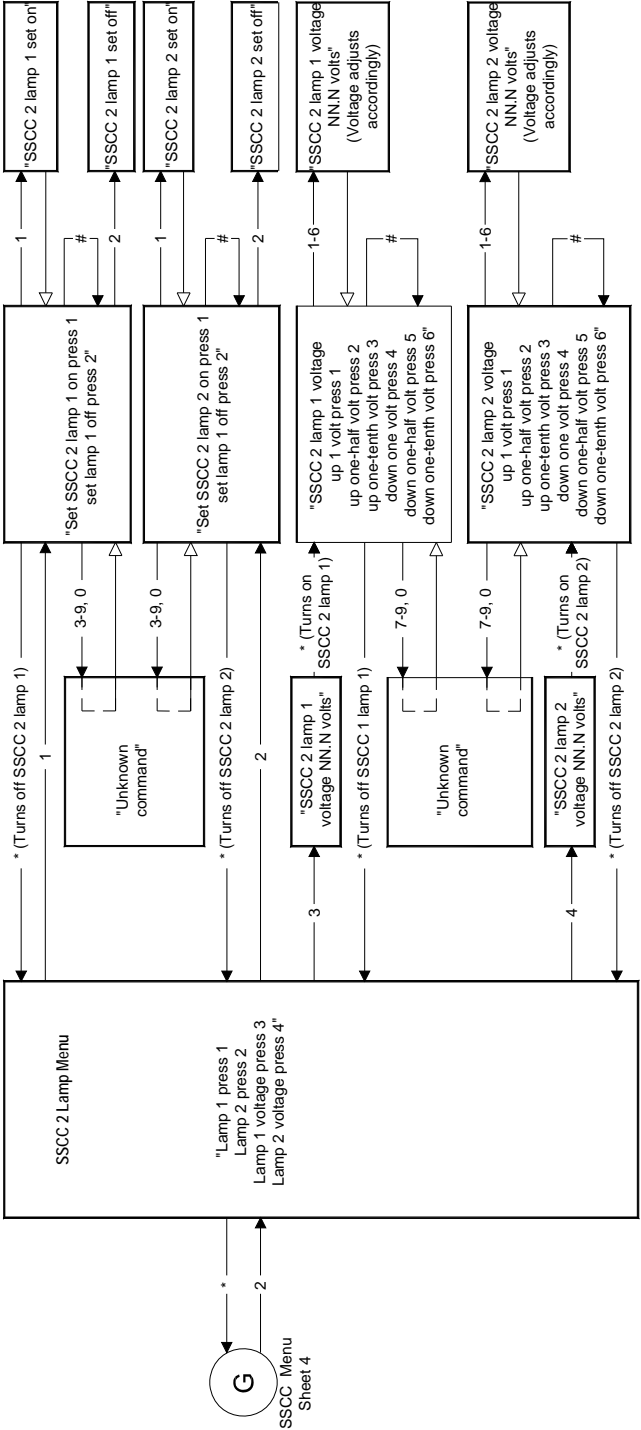 G
SSCC Menu
Sheet 4
*
2
SSCC 2 Lamp Menu
"Lamp 1 press 1
Lamp 2 press 2
Lamp 1 voltage press 3
Lamp 2 voltage press 4"
* (Turns off SSCC 2 lamp 1)
1
"Set SSCC 2 lamp 1 on press 1
set lamp 1 off press 2"
1
"SSCC 2 lamp 1 set on"
#
2
"SSCC 2 lamp 1 set off"
3-9, 0
3-9, 0
"Unknown
command"
"Set SSCC 2 lamp 2 on press 1
set lamp 1 off press 2"
1
"SSCC 2 lamp 2 set on"
#
2
"SSCC 2 lamp 2 set off"
* (Turns off SSCC 2 lamp 2)
2
3
"SSCC 2 lamp 1
voltage NN.N volts"
* (Turns on
SSCC 2 lamp 1)
"SSCC 2 lamp 1 voltage
up 1 volt press 1
up one-half volt press 2
up one-tenth volt press 3
down one volt press 4
down one-half volt press 5
down one-tenth volt press 6"
1-6
"SSCC 2 lamp 1 voltage
NN.N volts"
(Voltage adjusts
accordingly)
#
* (Turns off SSCC 1 lamp 1)
7-9, 0
7-9, 0
"Unknown
command"
4
"SSCC 2 lamp 2
voltage NN.N volts"
* (Turns on
SSCC 2 lamp 2)
"SSCC 2 lamp 2 voltage
up 1 volt press 1
up one-half volt press 2
up one-tenth volt press 3
down one volt press 4
down one-half volt press 5
down one-tenth volt press 6"
1-6
"SSCC 2 lamp 2 voltage
NN.N volts"
(Voltage adjusts
accordingly)
#
* (Turns off SSCC 2 lamp 2)